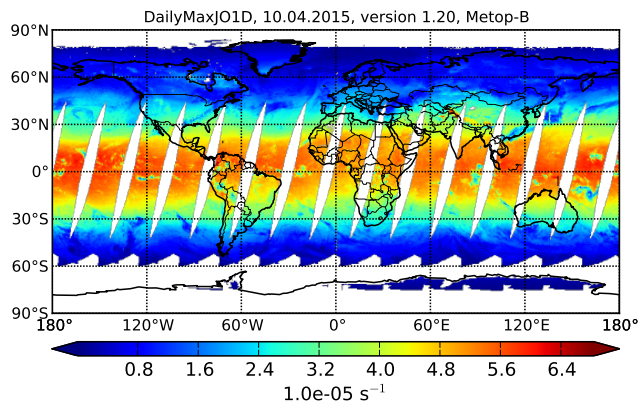 DailyMaxJO1D, 10.04.2015, version 1.20, Metop-B
90°N
60°N
30°N
0°
30°S
60°S
90°S
180° 120°W 60°W 0° 60°E 120°E 180°
0.8 1.6 2.4 3.2 4.0 4.8 5.6 6.4
1.0e-05 s⁻¹